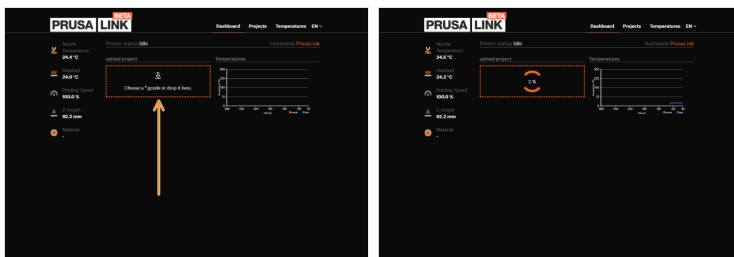 PRUSA LINK BETA
Dashboard Projects Temperatures EN
Nozzle Temperature
24.4 °C
Heatbed
24.0 °C
Printing Speed
100.0 %
Z-Height
92.2 mm
Material
-
Printer status Idle
Hostname PrusaLink
upload project
Choose a *.gcode or drop it here.
Temperatures
PRUSA LINK BETA
Dashboard Projects Temperatures EN
Nozzle Temperature
24.5 °C
Heatbed
24.2 °C
Printing Speed
100.0 %
Z-Height
92.2 mm
Material
-
Printer status Idle
Hostname PrusaLink
upload project
2 %
Temperatures